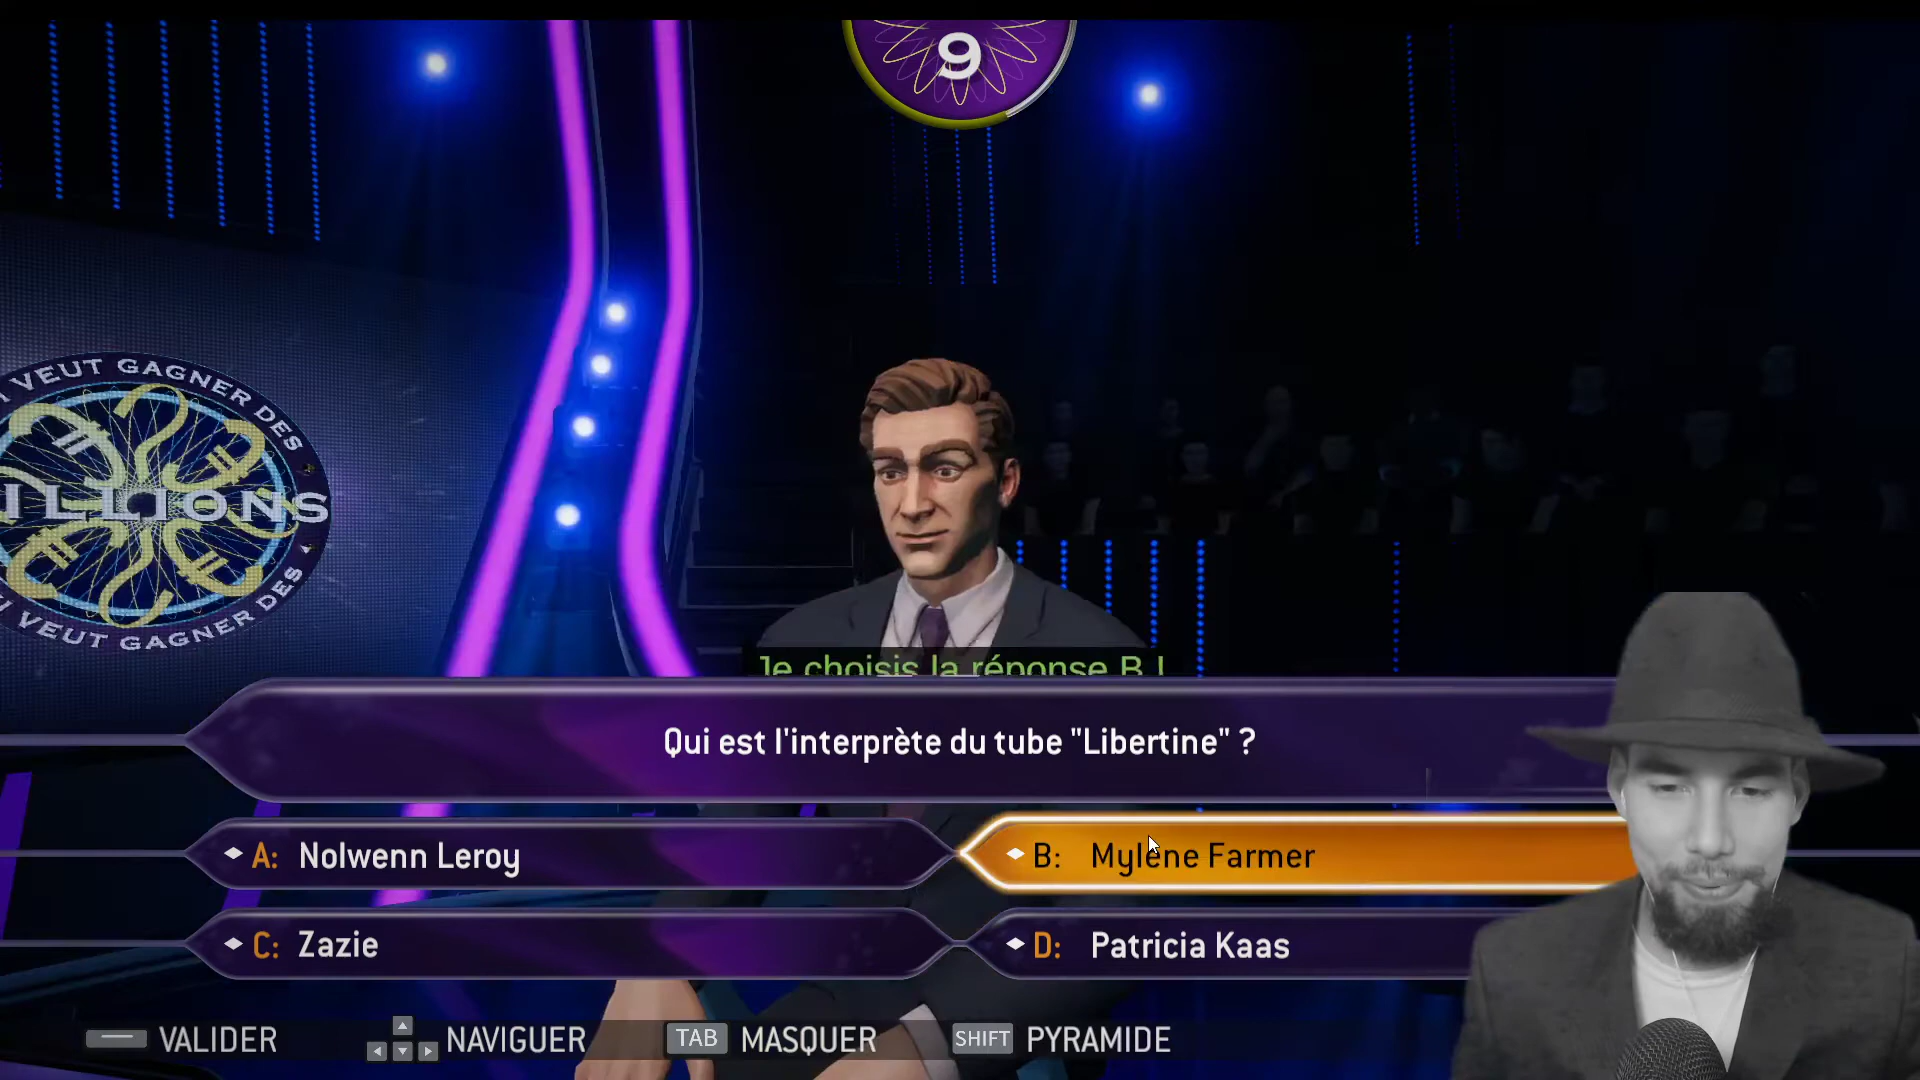 9
VEUT GAGNER DES
ILLIONS
VEUT GAGNER DES
Je choisis la réponse B !
Qui est l'interprète du tube "Libertine" ?
A: Nolwenn Leroy
B: Mylène Farmer
C: Zazie
D: Patricia Kaas
VALIDER
NAVIGUER
TAB MASQUER
SHIFT PYRAMIDE